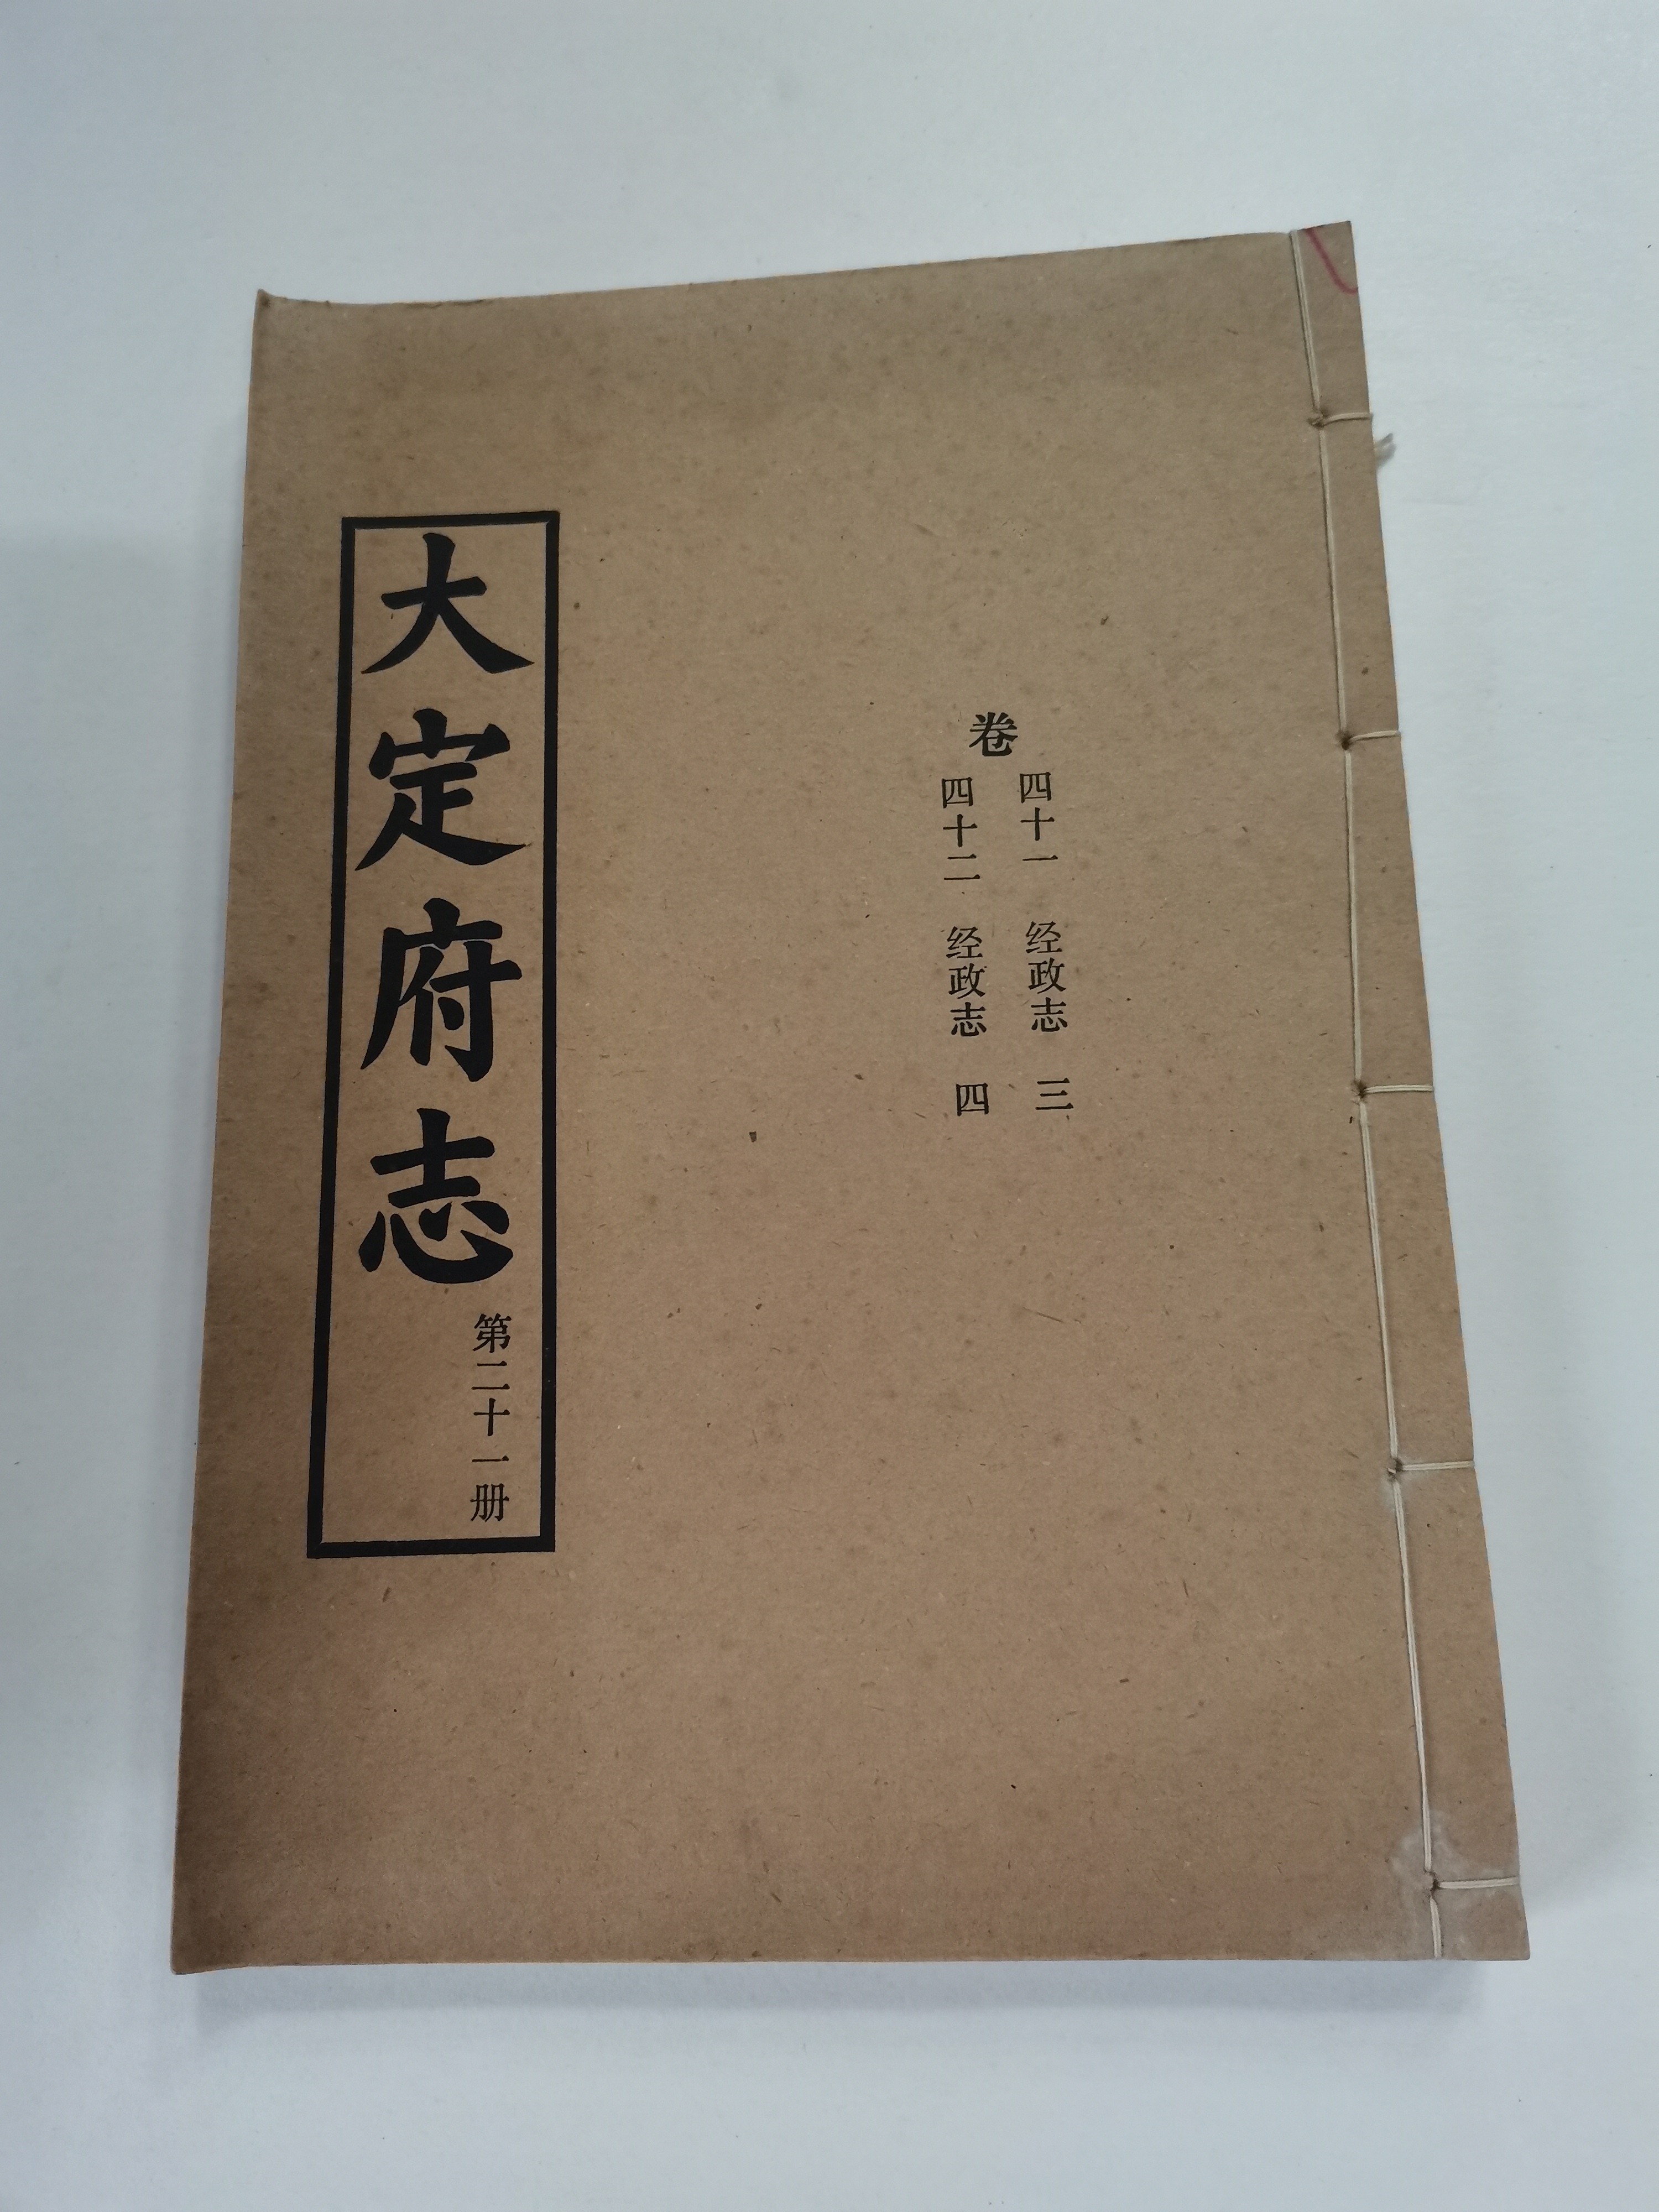 大定府志
第二十一册
卷
四十一 经政志 三
四十二 经政志 四